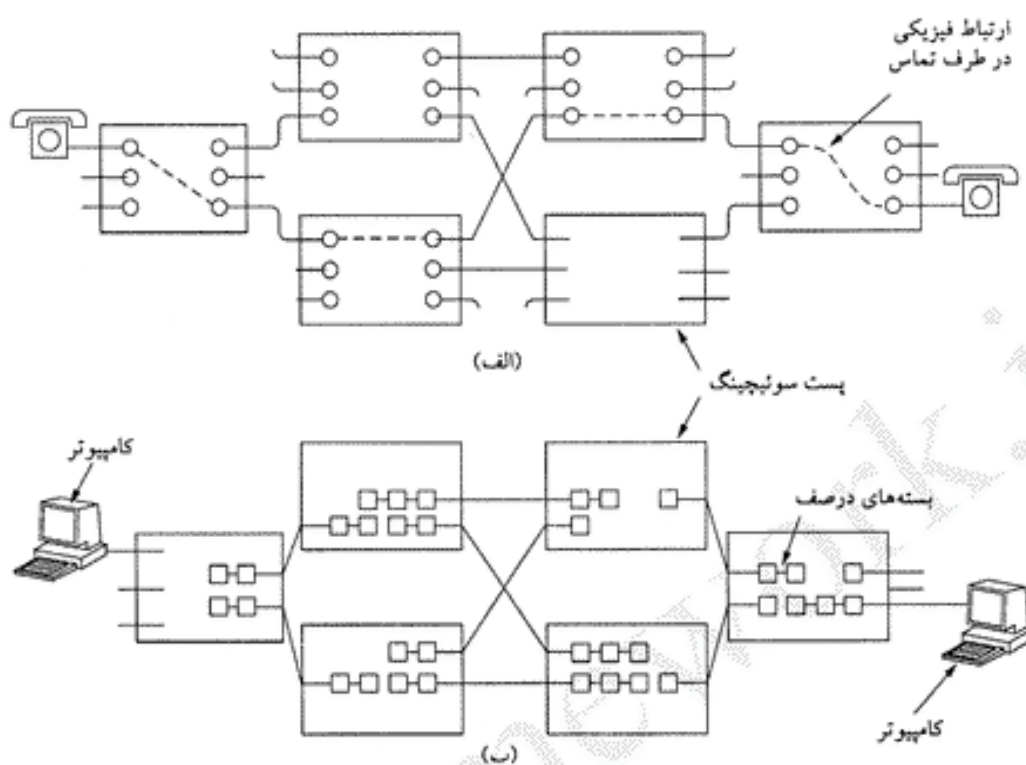 ارتباط فیزیکی
در طرف تماس
(الف)
پست سوئیچینگ
کامپیوتر
بسته‌های درصف
کامپیوتر
(ب)